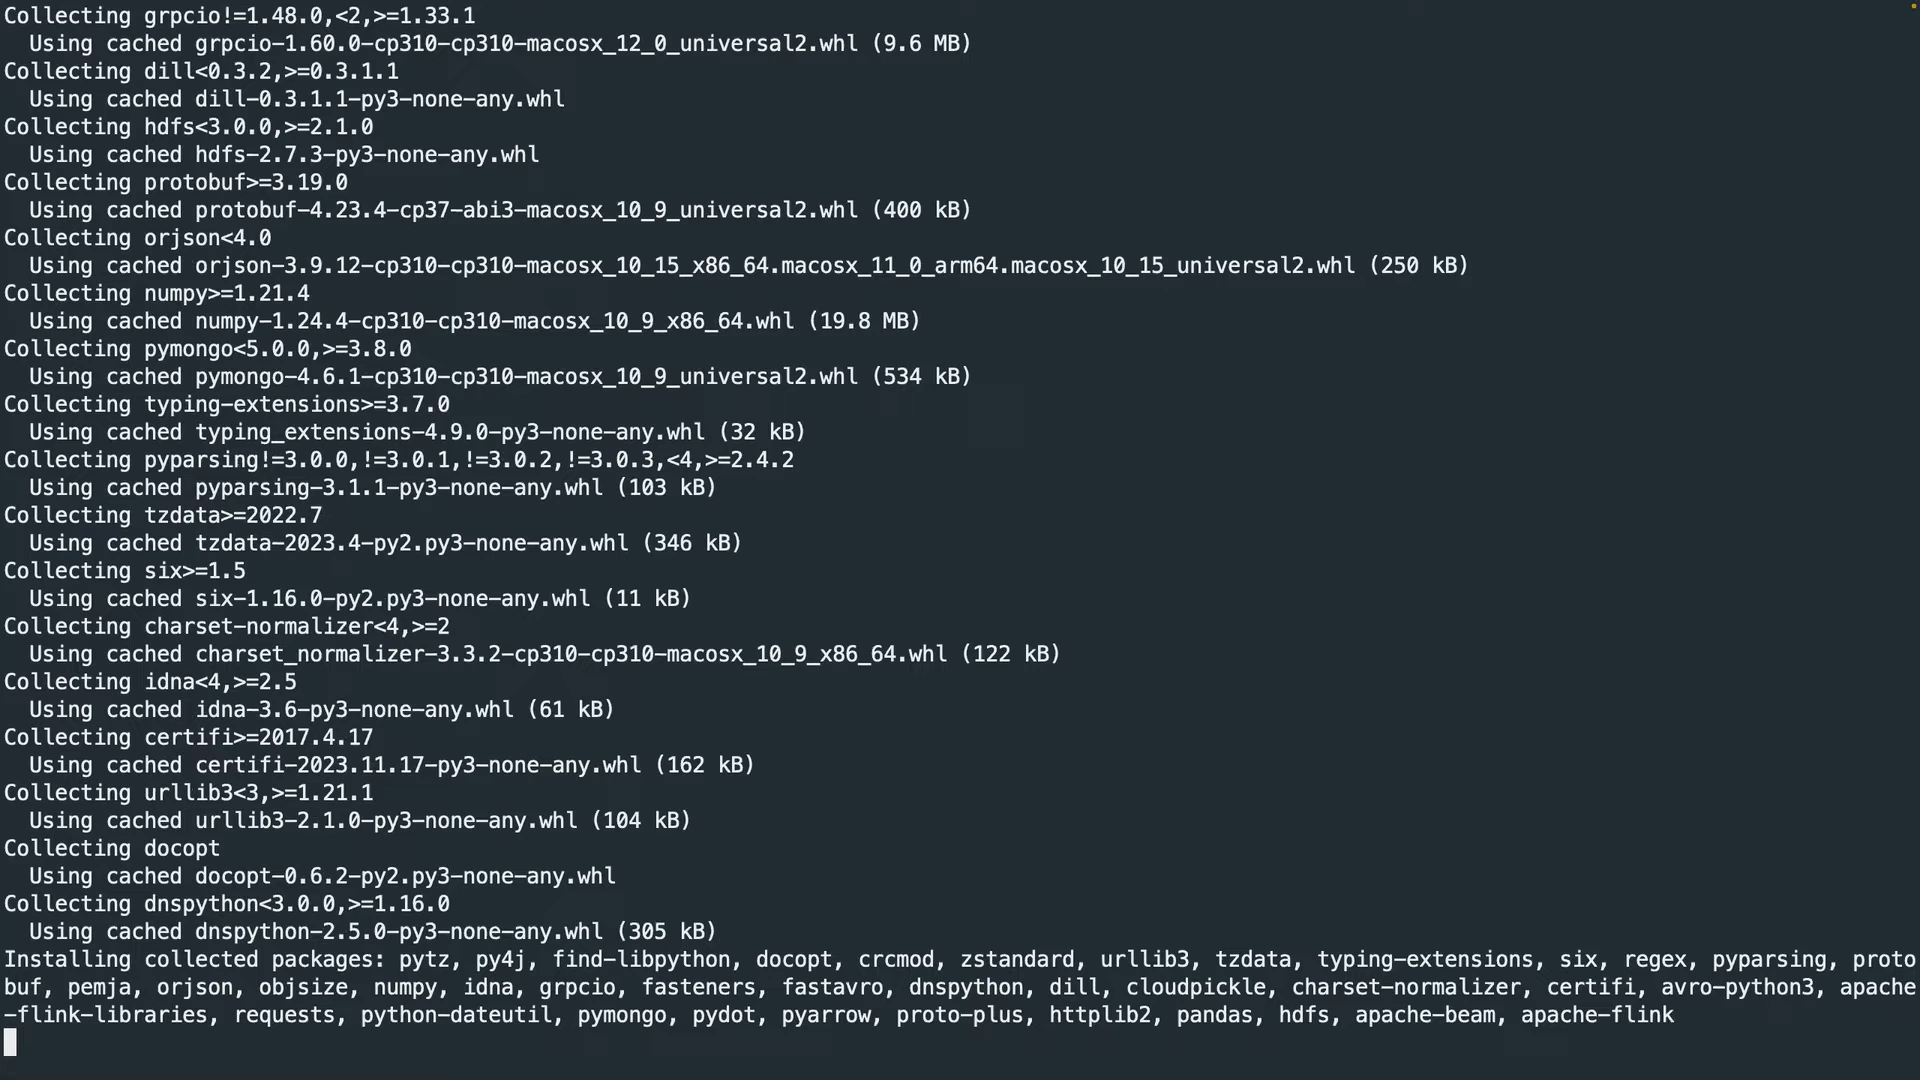 Collecting grpcio!=1.48.0,<2,>=1.33.1
  Using cached grpcio-1.60.0-cp310-cp310-macosx_12_0_universal2.whl (9.6 MB)
Collecting dill<0.3.2,>=0.3.1.1
  Using cached dill-0.3.1.1-py3-none-any.whl
Collecting hdfs<3.0.0,>=2.1.0
  Using cached hdfs-2.7.3-py3-none-any.whl
Collecting protobuf>=3.19.0
  Using cached protobuf-4.23.4-cp37-abi3-macosx_10_9_universal2.whl (400 kB)
Collecting orjson<4.0
  Using cached orjson-3.9.12-cp310-cp310-macosx_10_15_x86_64.macosx_11_0_arm64.macosx_10_15_universal2.whl (250 kB)
Collecting numpy>=1.21.4
  Using cached numpy-1.24.4-cp310-cp310-macosx_10_9_x86_64.whl (19.8 MB)
Collecting pymongo<5.0.0,>=3.8.0
  Using cached pymongo-4.6.1-cp310-cp310-macosx_10_9_universal2.whl (534 kB)
Collecting typing-extensions>=3.7.0
  Using cached typing_extensions-4.9.0-py3-none-any.whl (32 kB)
Collecting pyparsing!=3.0.0,!=3.0.1,!=3.0.2,!=3.0.3,<4,>=2.4.2
  Using cached pyparsing-3.1.1-py3-none-any.whl (103 kB)
Collecting tzdata>=2022.7
  Using cached tzdata-2023.4-py2.py3-none-any.whl (346 kB)
Collecting six>=1.5
  Using cached six-1.16.0-py2.py3-none-any.whl (11 kB)
Collecting charset-normalizer<4,>=2
  Using cached charset_normalizer-3.3.2-cp310-cp310-macosx_10_9_x86_64.whl (122 kB)
Collecting idna<4,>=2.5
  Using cached idna-3.6-py3-none-any.whl (61 kB)
Collecting certifi>=2017.4.17
  Using cached certifi-2023.11.17-py3-none-any.whl (162 kB)
Collecting urllib3<3,>=1.21.1
  Using cached urllib3-2.1.0-py3-none-any.whl (104 kB)
Collecting docopt
  Using cached docopt-0.6.2-py2.py3-none-any.whl
Collecting dnspython<3.0.0,>=1.16.0
  Using cached dnspython-2.5.0-py3-none-any.whl (305 kB)
Installing collected packages: pytz, py4j, find-libpython, docopt, crcmod, zstandard, urllib3, tzdata, typing-extensions, six, regex, pyparsing, proto
buf, pemja, orjson, objsize, numpy, idna, grpcio, fasteners, fastavro, dnspython, dill, cloudpickle, charset-normalizer, certifi, avro-python3, apache
-flink-libraries, requests, python-dateutil, pymongo, pydot, pyarrow, proto-plus, httplib2, pandas, hdfs, apache-beam, apache-flink